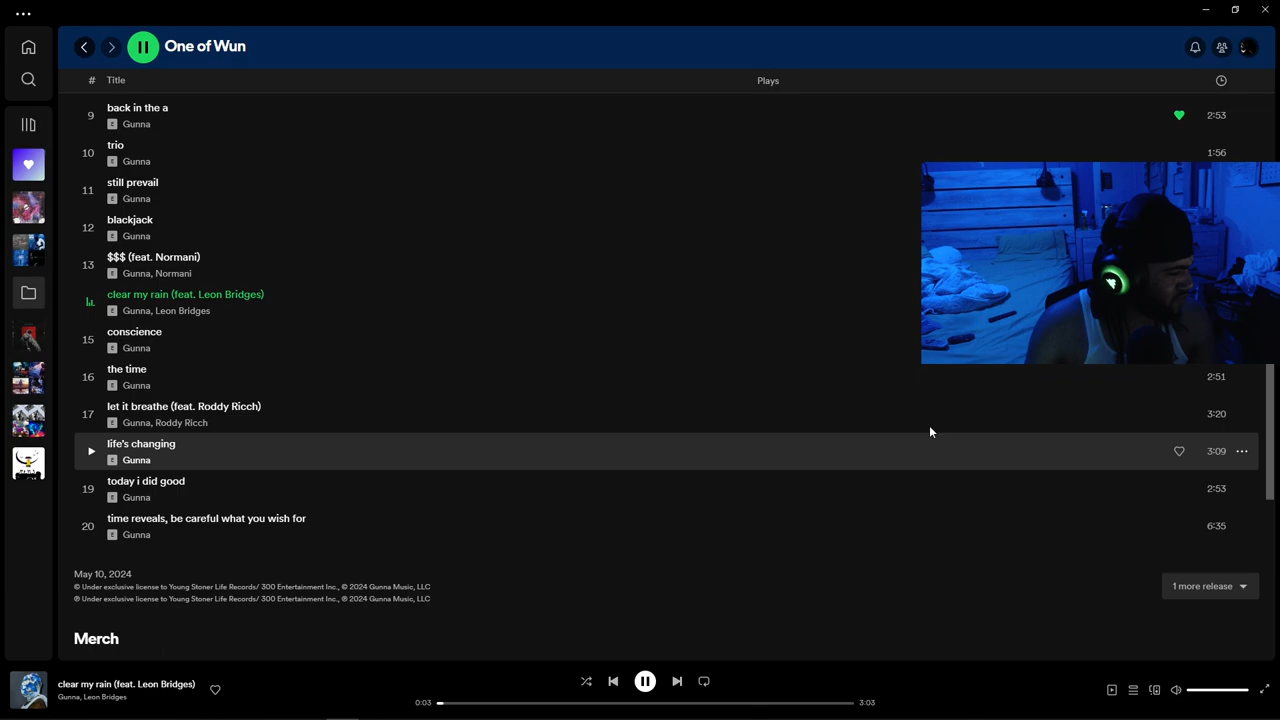 One of Wun
# Title Plays
9 back in the a 2:53
E Gunna
10 trio 1:56
E Gunna
11 still prevail
E Gunna
12 blackjack
E Gunna
13 $$$ (feat. Normani)
E Gunna, Normani
clear my rain (feat. Leon Bridges)
E Gunna, Leon Bridges
15 conscience
E Gunna
16 the time 2:51
E Gunna
17 let it breathe (feat. Roddy Ricch) 3:20
E Gunna, Roddy Ricch
life's changing 3:09
E Gunna
19 today i did good 2:53
E Gunna
20 time reveals, be careful what you wish for 6:35
E Gunna
May 10, 2024
© Under exclusive license to Young Stoner Life Records/ 300 Entertainment Inc., © 2024 Gunna Music, LLC
℗ Under exclusive license to Young Stoner Life Records/ 300 Entertainment Inc., ℗ 2024 Gunna Music, LLC
1 more release
Merch
clear my rain (feat. Leon Bridges)
Gunna, Leon Bridges
0:03 3:03